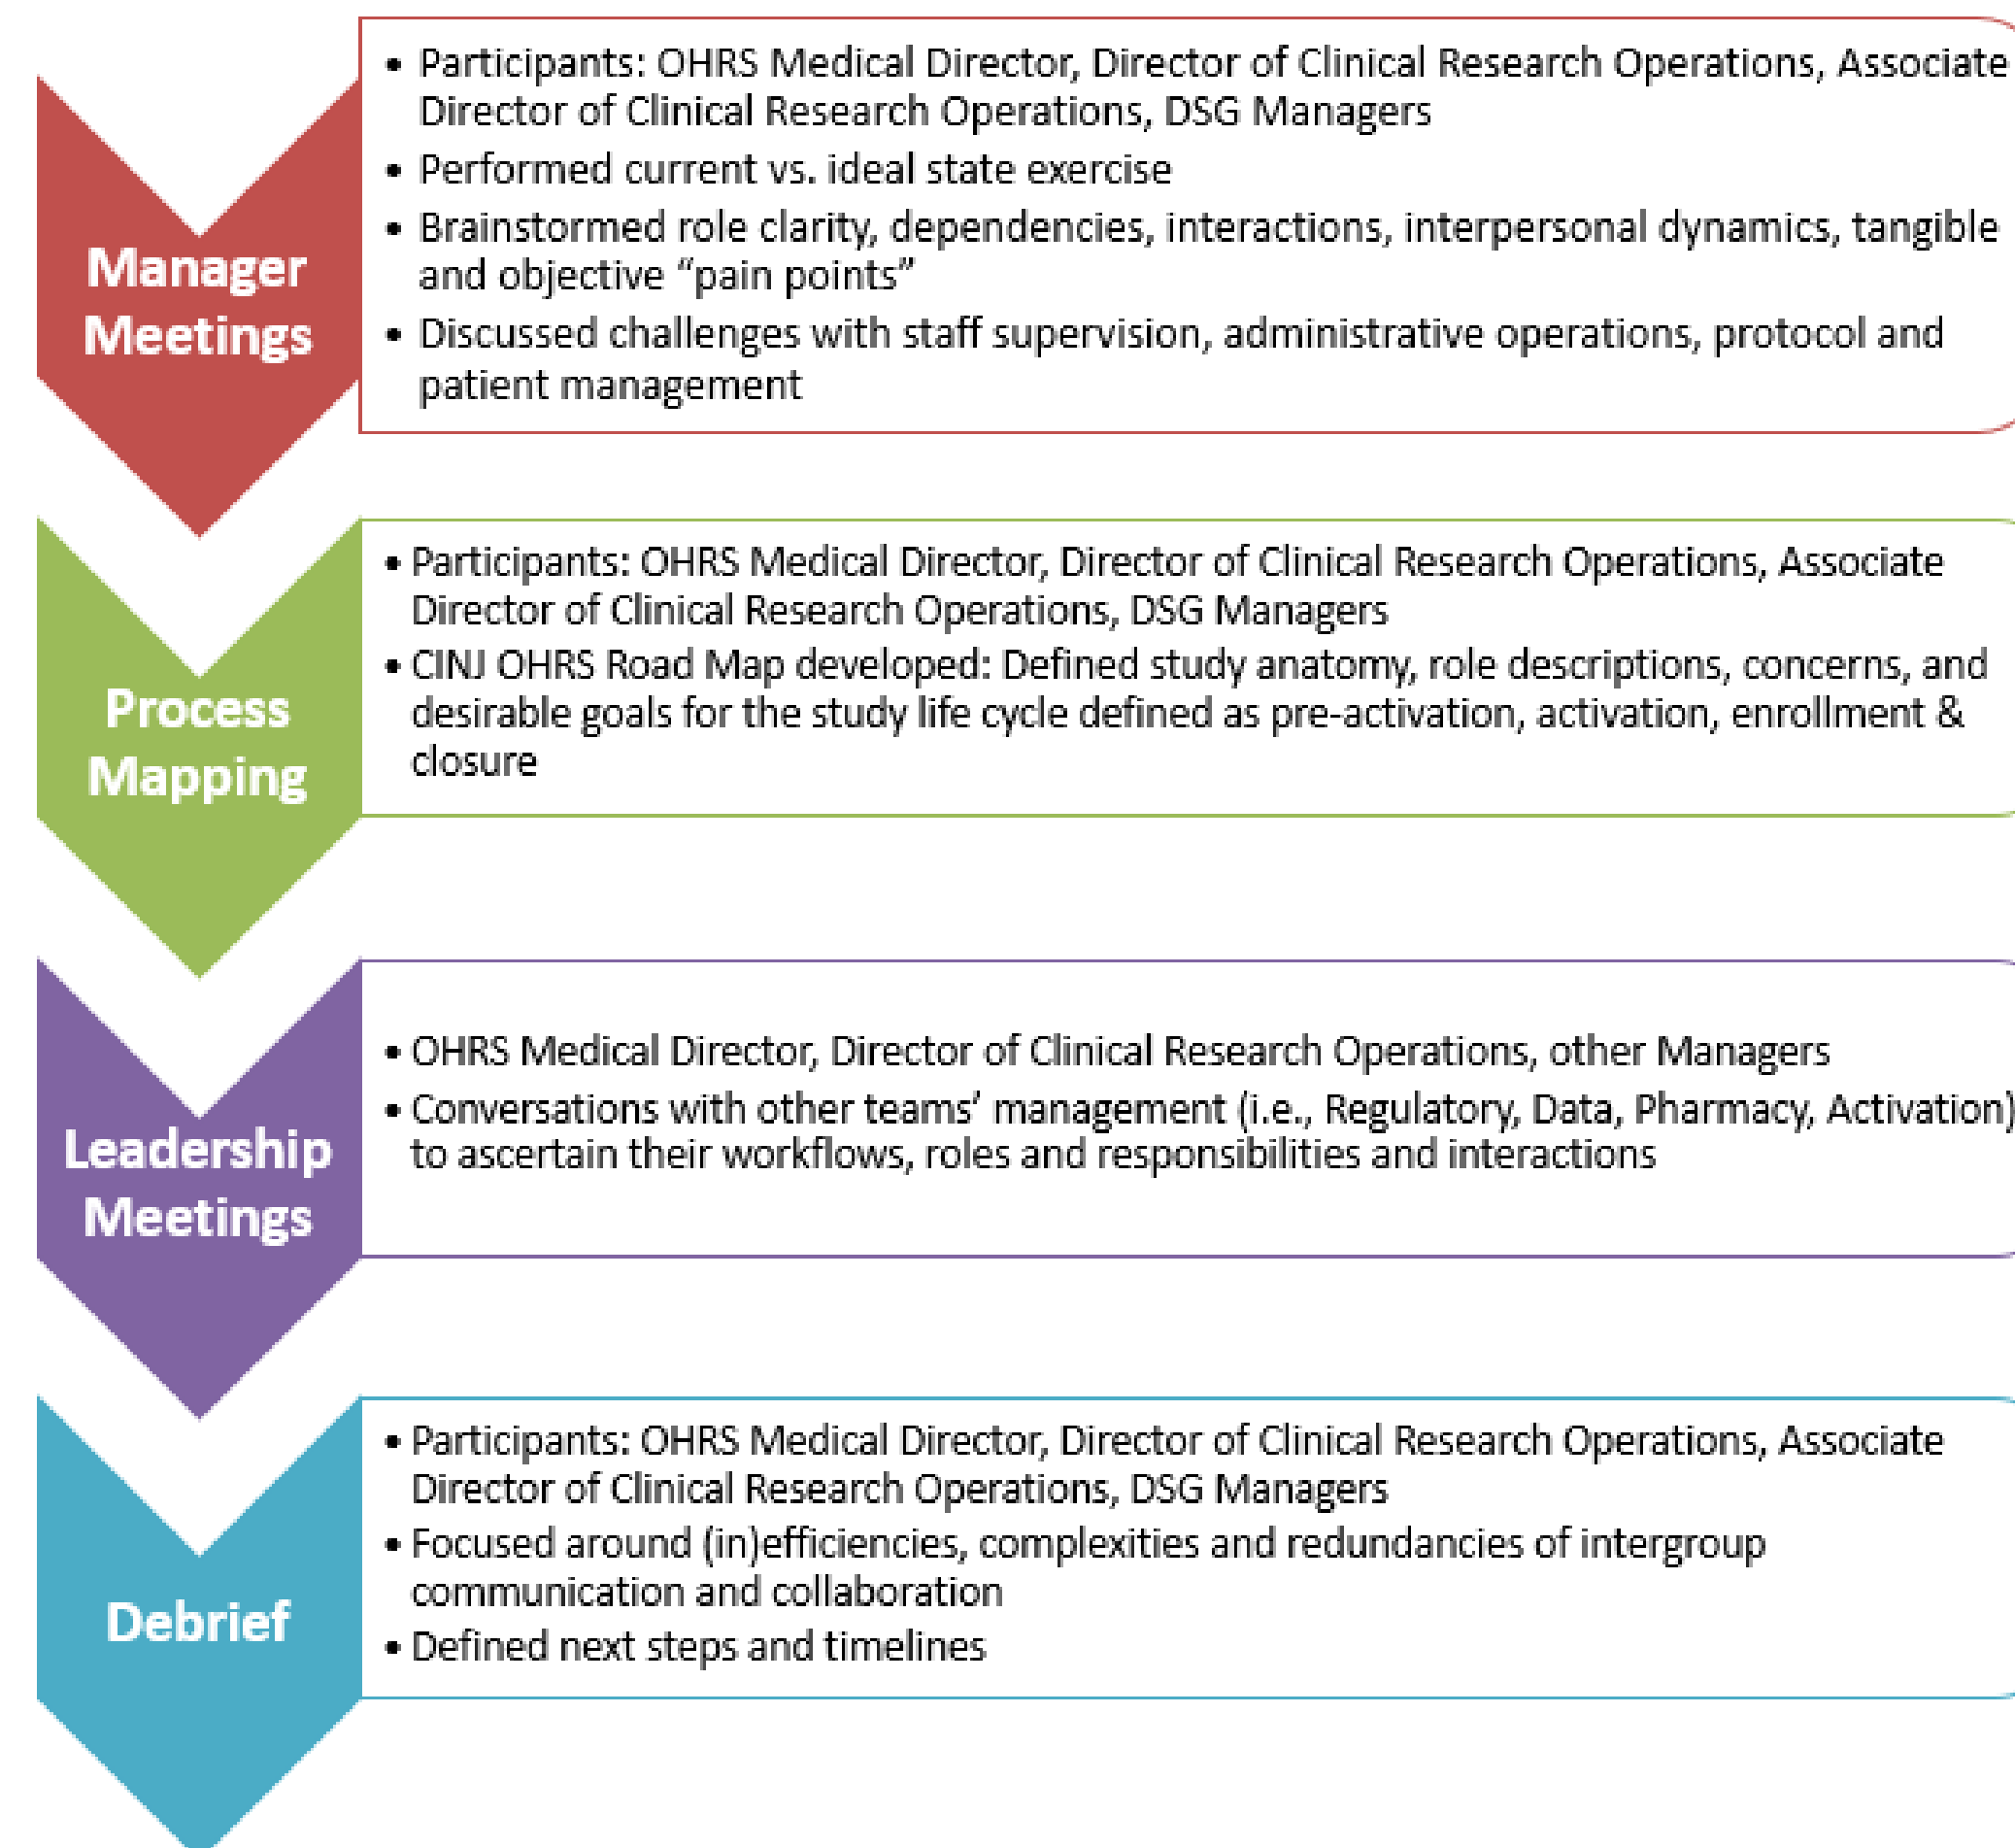 Manager
Meetings
• Participants: OHRS Medical Director, Director of Clinical Research Operations, Associate
Director of Clinical Research Operations, DSG Managers
• Performed current vs. ideal state exercise
• Brainstormed role clarity, dependencies, interactions, interpersonal dynamics, tangible
and objective “pain points”
• Discussed challenges with staff supervision, administrative operations, protocol and
patient management
Process
Mapping
• Participants: OHRS Medical Director, Director of Clinical Research Operations, Associate
Director of Clinical Research Operations, DSG Managers
• CINJ OHRS Road Map developed: Defined study anatomy, role descriptions, concerns, and
desirable goals for the study life cycle defined as pre-activation, activation, enrollment &
closure
Leadership
Meetings
• OHRS Medical Director, Director of Clinical Research Operations, other Managers
• Conversations with other teams’ management (i.e., Regulatory, Data, Pharmacy, Activation)
to ascertain their workflows, roles and responsibilities and interactions
Debrief
• Participants: OHRS Medical Director, Director of Clinical Research Operations, Associate
Director of Clinical Research Operations, DSG Managers
• Focused around (in)efficiencies, complexities and redundancies of intergroup
communication and collaboration
• Defined next steps and timelines